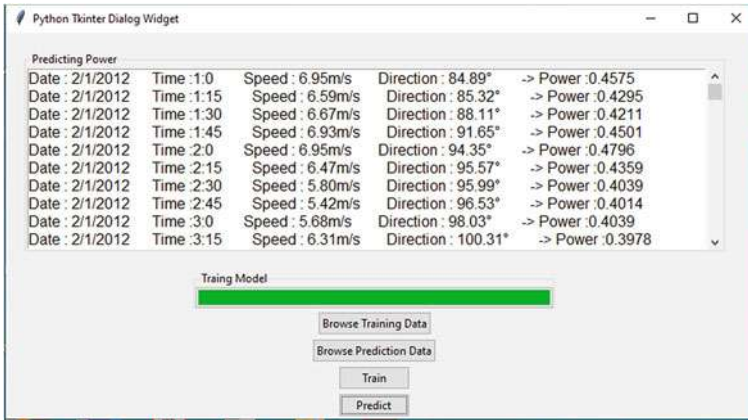 Python Tkinter Dialog Widget
Predicting Power
Date : 2/1/2012 Time :1:0 Speed : 6.95m/s Direction : 84.89° -> Power :0.4575
Date : 2/1/2012 Time :1:15 Speed : 6.59m/s Direction : 85.32° -> Power :0.4295
Date : 2/1/2012 Time :1:30 Speed : 6.67m/s Direction : 88.11° -> Power :0.4211
Date : 2/1/2012 Time :1:45 Speed : 6.93m/s Direction : 91.65° -> Power :0.4501
Date : 2/1/2012 Time :2:0 Speed : 6.95m/s Direction : 94.35° -> Power :0.4796
Date : 2/1/2012 Time :2:15 Speed : 6.47m/s Direction : 95.57° -> Power :0.4359
Date : 2/1/2012 Time :2:30 Speed : 5.80m/s Direction : 95.99° -> Power :0.4039
Date : 2/1/2012 Time :2:45 Speed : 5.42m/s Direction : 96.53° -> Power :0.4014
Date : 2/1/2012 Time :3:0 Speed : 5.68m/s Direction : 98.03° -> Power :0.4039
Date : 2/1/2012 Time :3:15 Speed : 6.31m/s Direction : 100.31° -> Power :0.3978
Traing Model
Browse Training Data
Browse Prediction Data
Train
Predict